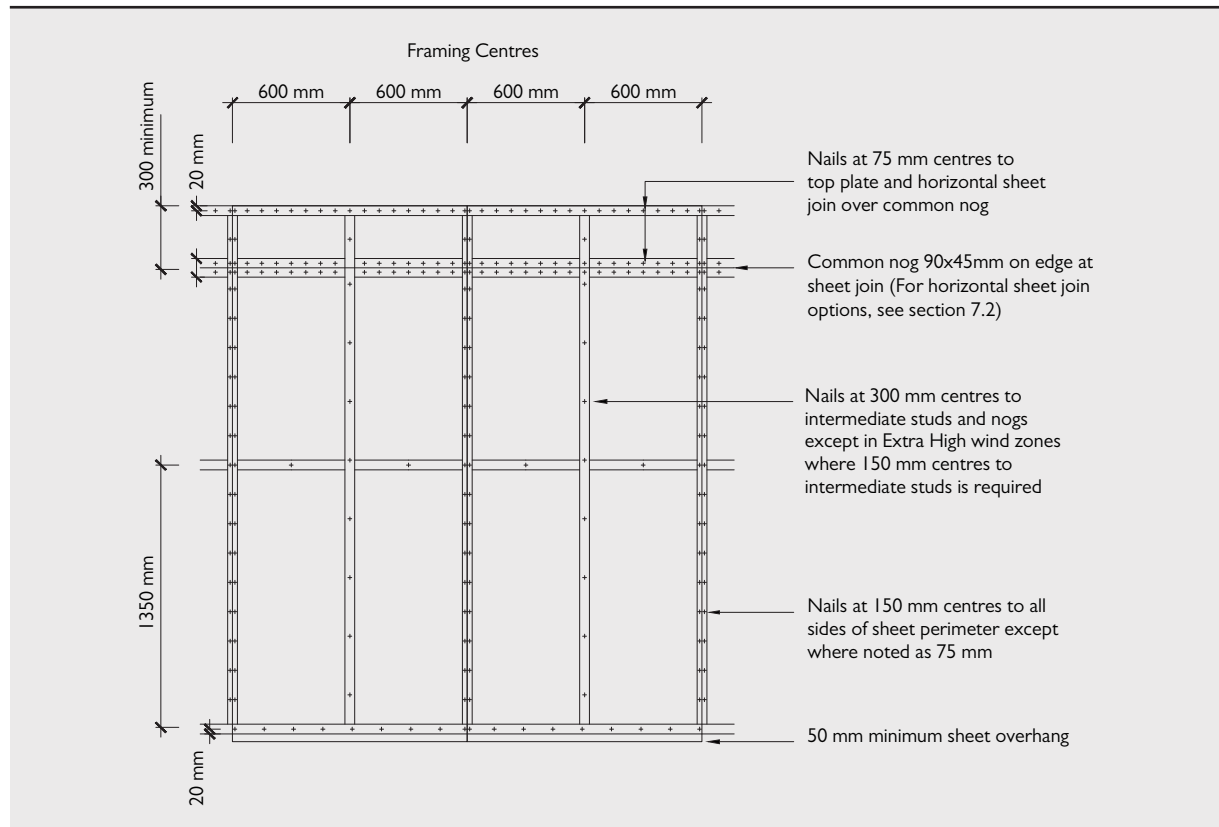 Framing Centres
600 mm
600 mm
600 mm
600 mm
300 minimum
20 mm
Nails at 75 mm centres to
top plate and horizontal sheet
join over common nog
Common nog 90x45mm on edge at
sheet join (For horizontal sheet join
options, see section 7.2)
Nails at 300 mm centres to
intermediate studs and nogs
except in Extra High wind zones
where 150 mm centres to
intermediate studs is required
1350 mm
Nails at 150 mm centres to all
sides of sheet perimeter except
where noted as 75 mm
50 mm minimum sheet overhang
20 mm